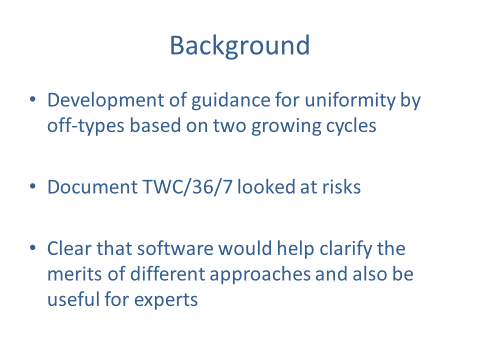 Background
• Development of guidance for uniformity by
off-types based on two growing cycles
• Document TWC/36/7 looked at risks
• Clear that software would help clarify the
merits of different approaches and also be
useful for experts